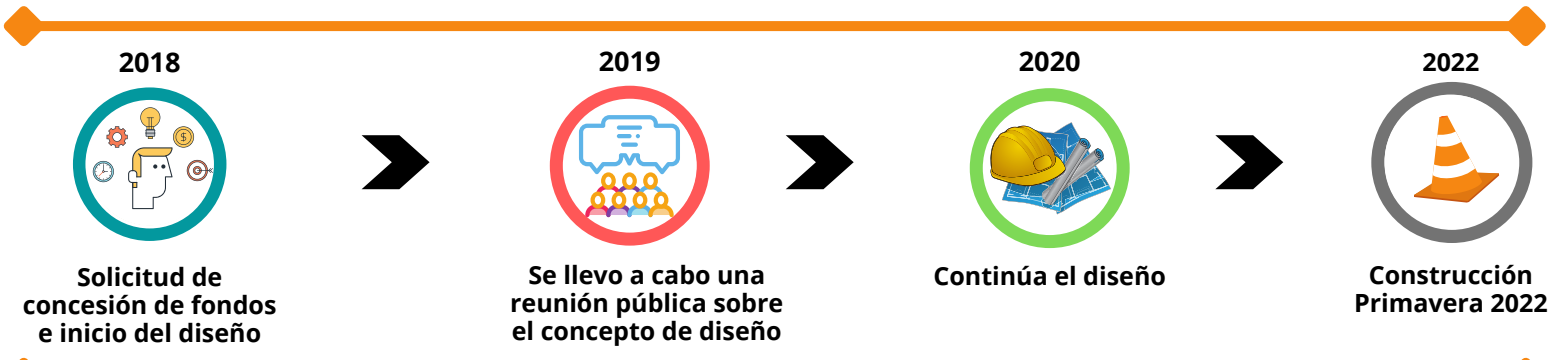 2018
Solicitud de
concesión de fondos
e inicio del diseño
2019
Se llevo a cabo una
reunión pública sobre
el concepto de diseño
2020
Continúa el diseño
2022
Construcción
Primavera 2022